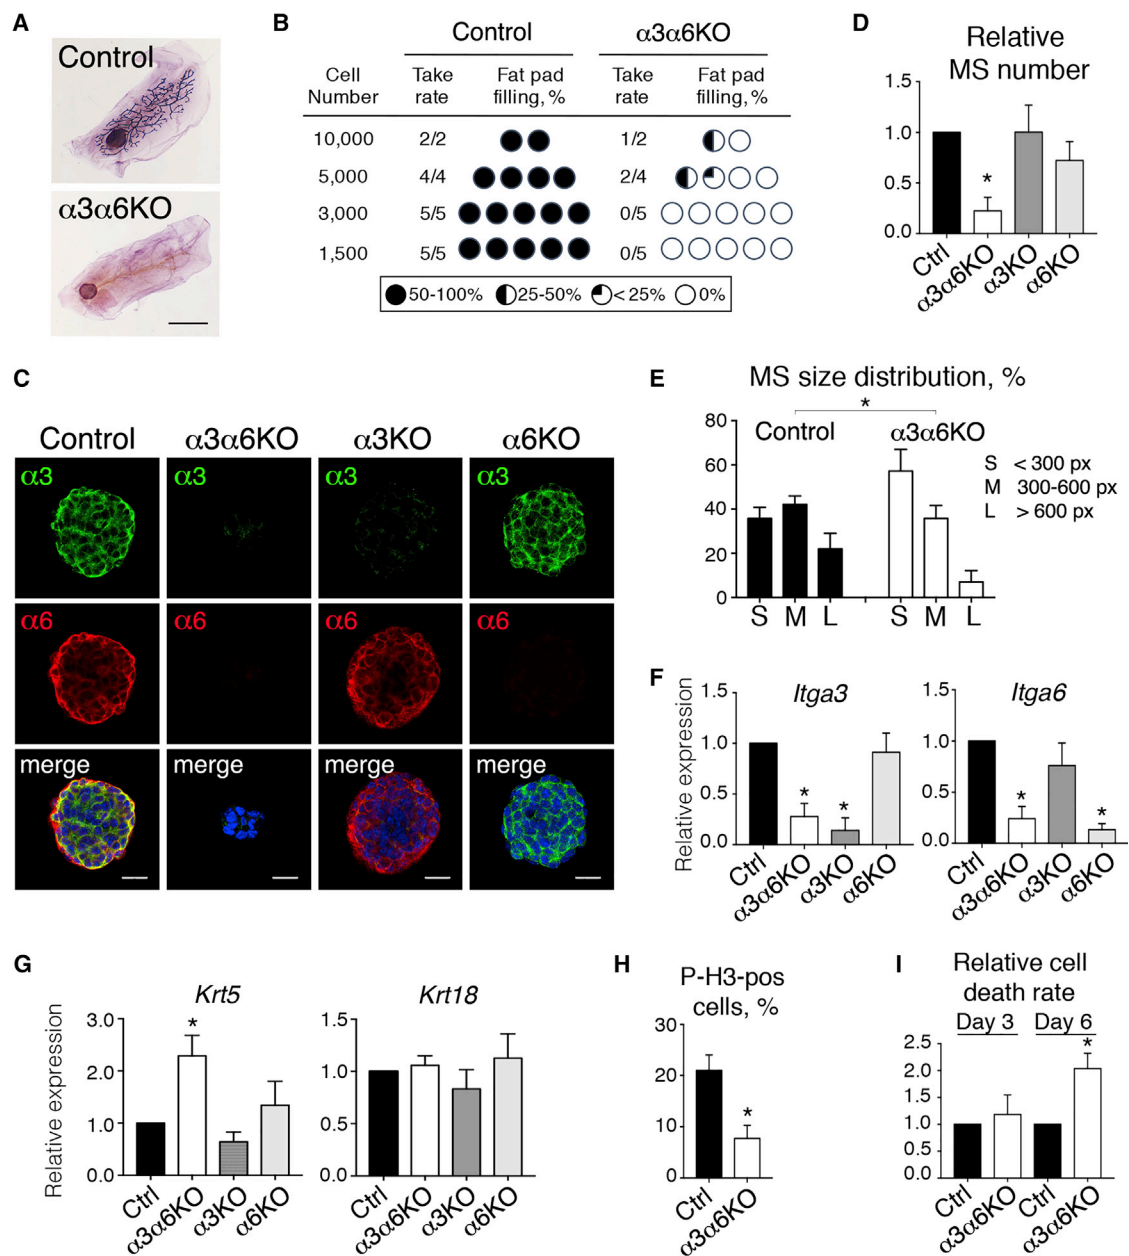 A
Control
α3α6KO
B
Control α3α6KO
Cell Number Take rate Fat pad filling, % Take rate Fat pad filling, %
10,000 2/2 1/2
5,000 4/4 2/4
3,000 5/5 0/5
1,500 5/5 0/5
50-100% 25-50% < 25% 0%
D
Relative
MS number
1.5
1.0
0.5
0.0
Ctrl α3α6KO α3KO α6KO
*
C
Control α3α6KO α3KO α6KO
α3 α3 α3 α3
α6 α6 α6 α6
merge merge merge merge
E
MS size distribution, %
*
80
60
40
20
0
Control α3α6KO
S < 300 px
M 300-600 px
L > 600 px
S M L S M L
F
Relative expression
Itga3
1.5
1.0
0.5
0.0
* *
Ctrl α3α6KO α3KO α6KO
Itga6
1.5
1.0
0.5
0.0
* *
Ctrl α3α6KO α3KO α6KO
G
Relative expression
Krt5
3.0
2.0
1.0
0.0
*
Ctrl α3α6KO α3KO α6KO
Krt18
1.5
1.0
0.5
0.0
Ctrl α3α6KO α3KO α6KO
H
P-H3-pos
cells, %
30
20
10
0
*
Ctrl α3α6KO
I
Relative cell
death rate
Day 3 Day 6
2.5
2.0
1.5
1.0
0.5
2.5
0.0
*
Ctrl α3α6KO Ctrl α3α6KO